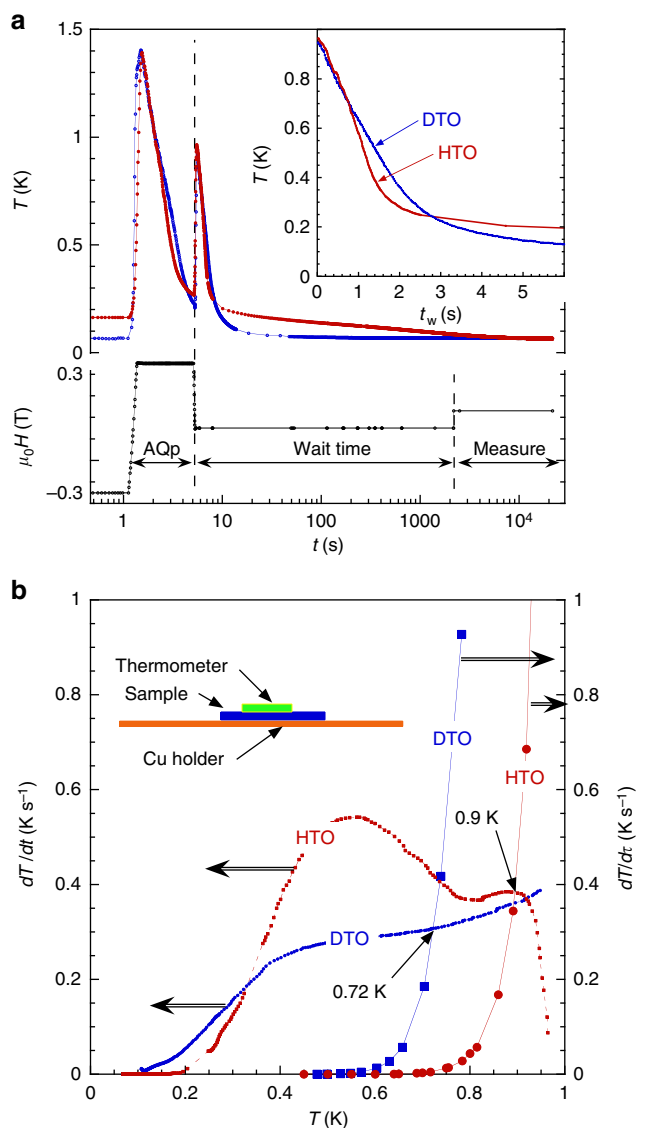 a
1.5
1
0.5
0
T (K)
0.8
0.6
0.4
0.2
0
T (K)
DTO
HTO
0 1 2 3 4 5
t_w (s)
0.3
−0.3
μ₀H (T)
AQp
Wait time
Measure
1 10 100 1000 10⁴
t (s)
b
1
0.8
0.6
0.4
0.2
0
dT/dt (K s⁻¹)
Thermometer
Sample
Cu holder
HTO
DTO
DTO
HTO
0.9 K
0.72 K
1
0.8
0.6
0.4
0.2
0
dT/dτ (K s⁻¹)
0 0.2 0.4 0.6 0.8 1
T (K)